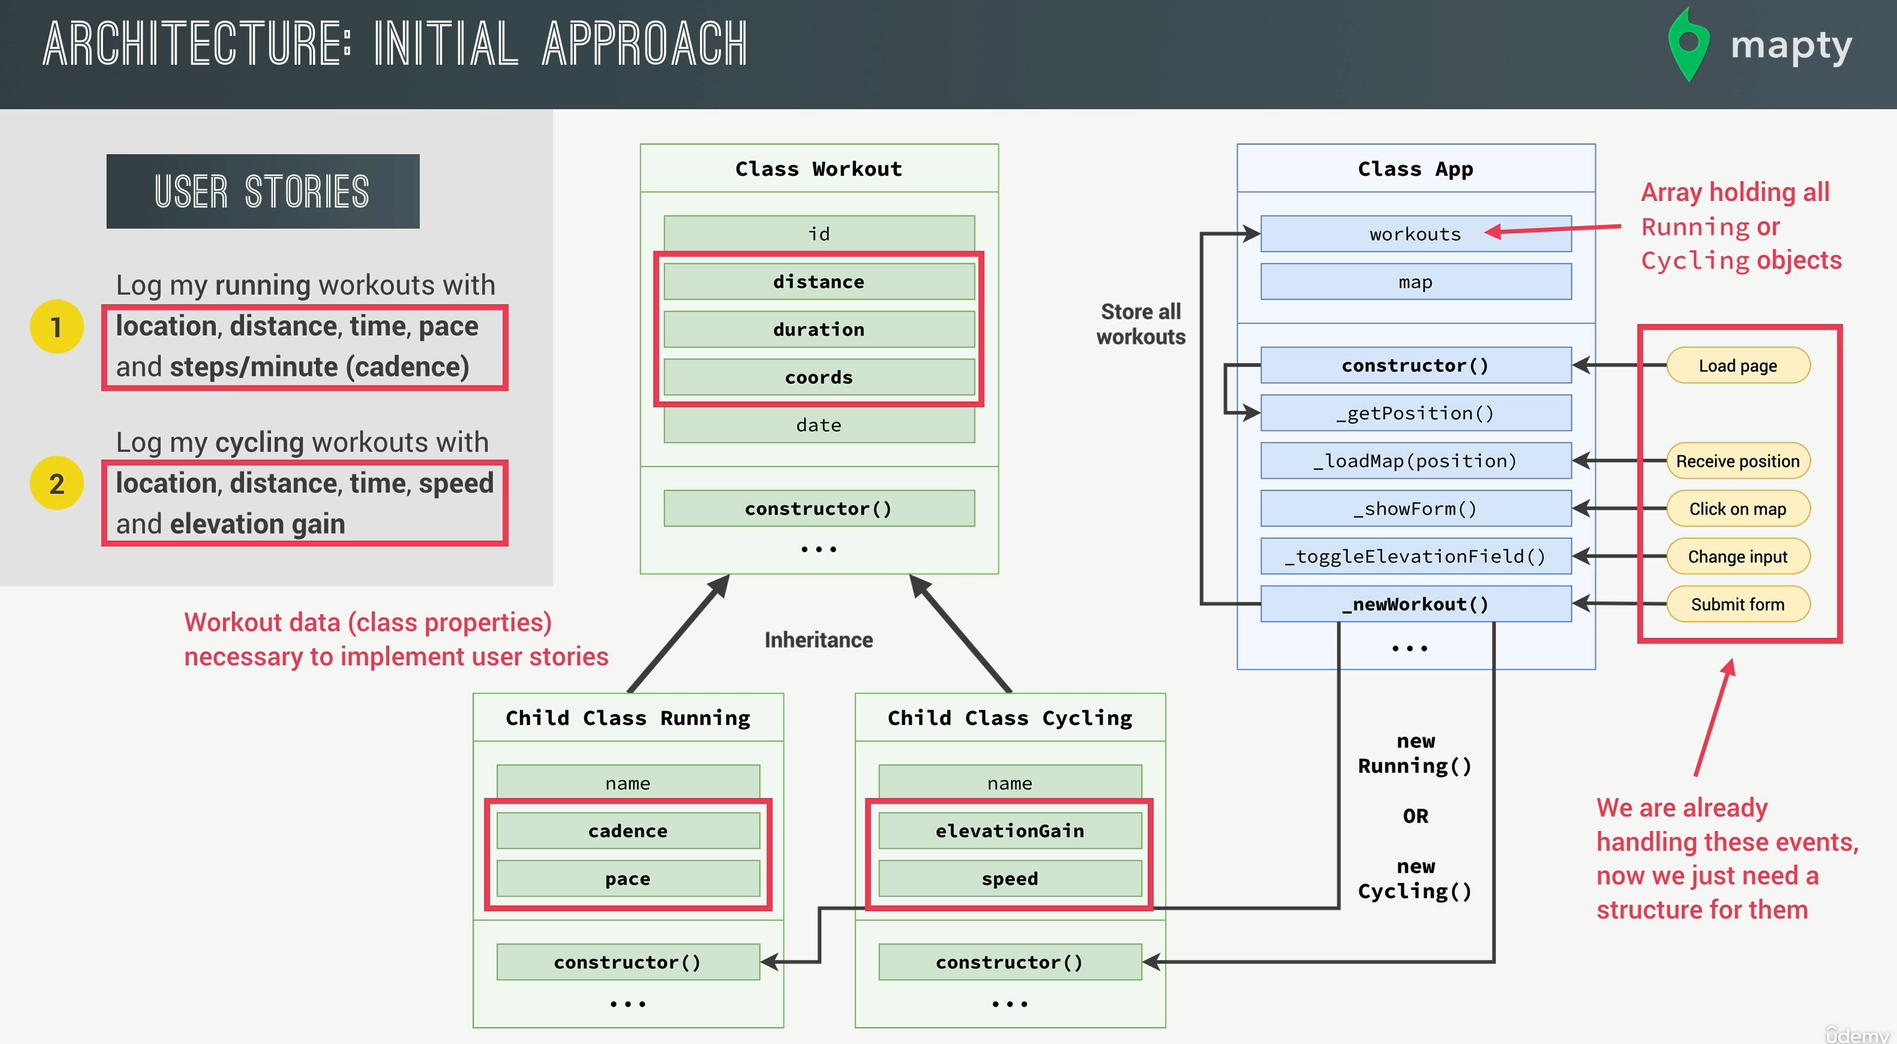 ARCHITECTURE: INITIAL APPROACH
mapty
USER STORIES
1
Log my running workouts with
location, distance, time, pace
and steps/minute (cadence)
2
Log my cycling workouts with
location, distance, time, speed
and elevation gain
Workout data (class properties)
necessary to implement user stories
Class Workout
id
distance
duration
coords
date
constructor()
...
Inheritance
Child Class Running
name
cadence
pace
constructor()
...
Child Class Cycling
name
elevationGain
speed
constructor()
...
Class App
workouts
map
constructor()
_getPosition()
_loadMap(position)
_showForm()
_toggleElevationField()
_newWorkout()
...
Store all
workouts
new
Running()
OR
new
Cycling()
Array holding all
Running or
Cycling objects
Load page
Receive position
Click on map
Change input
Submit form
We are already
handling these events,
now we just need a
structure for them
udemy